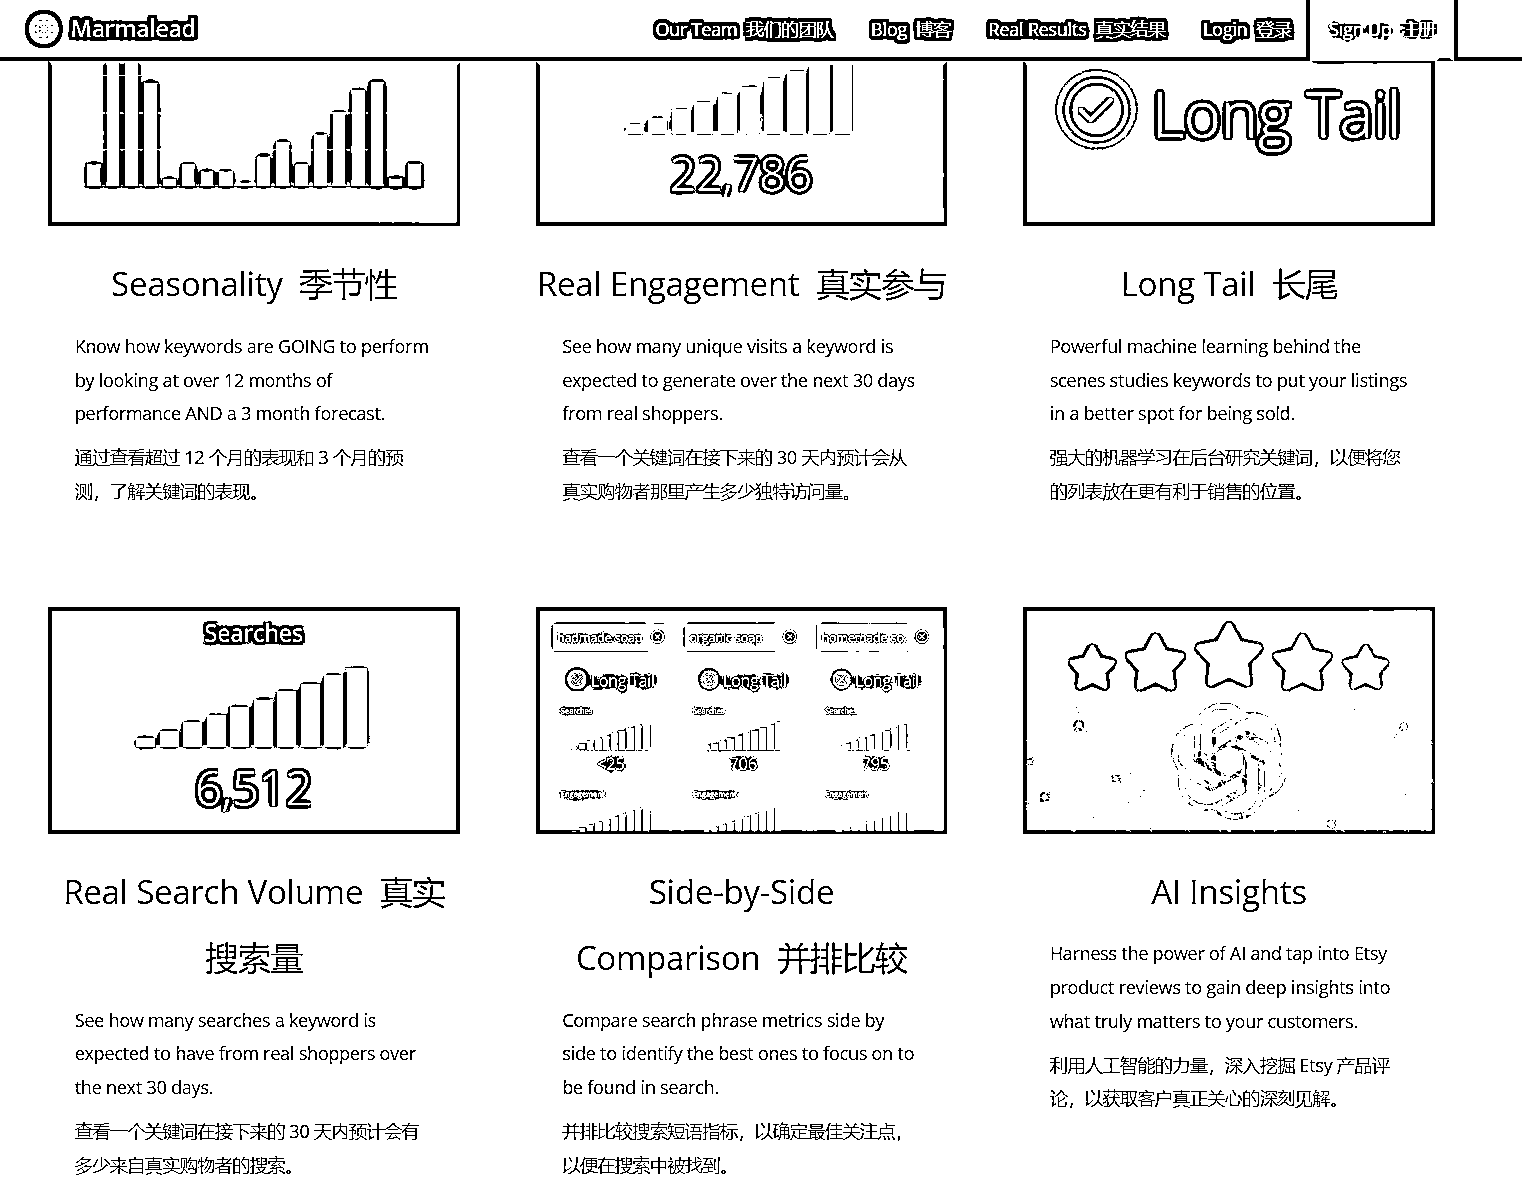 Marmalead
Our Team 我们的团队
Blog 博客
Real Results 真实结果
Login 登录
Sign Up 注册
22,786
Long Tail
Seasonality 季节性
Know how keywords are GOING to perform
by looking at over 12 months of
performance AND a 3 month forecast.
通过查看超过 12 个月的表现和 3 个月的预
测，了解关键词的表现。
Real Engagement 真实参与
See how many unique visits a keyword is
expected to generate over the next 30 days
from real shoppers.
查看一个关键词在接下来的 30 天内预计会从
真实购物者那里产生多少独特访问量。
Long Tail 长尾
Powerful machine learning behind the
scenes studies keywords to put your listings
in a better spot for being sold.
强大的机器学习在后台研究关键词，以便将您
的列表放在更有利于销售的位置。
Searches
6,512
hadmade soap
organic soap
homemade so
Long Tail
Long Tail
Long Tail
Searches
Searches
Searches
<25
706
795
Engagement
Engagement
Engagement
Real Search Volume 真实
搜索量
See how many searches a keyword is
expected to have from real shoppers over
the next 30 days.
查看一个关键词在接下来的 30 天内预计会有
多少来自真实购物者的搜索。
Side-by-Side
Comparison 并排比较
Compare search phrase metrics side by
side to identify the best ones to focus on to
be found in search.
并排比较搜索短语指标，以确定最佳关注点，
以便在搜索中被找到。
AI Insights
Harness the power of AI and tap into Etsy
product reviews to gain deep insights into
what truly matters to your customers.
利用人工智能的力量，深入挖掘 Etsy 产品评
论，以获取客户真正关心的深刻见解。